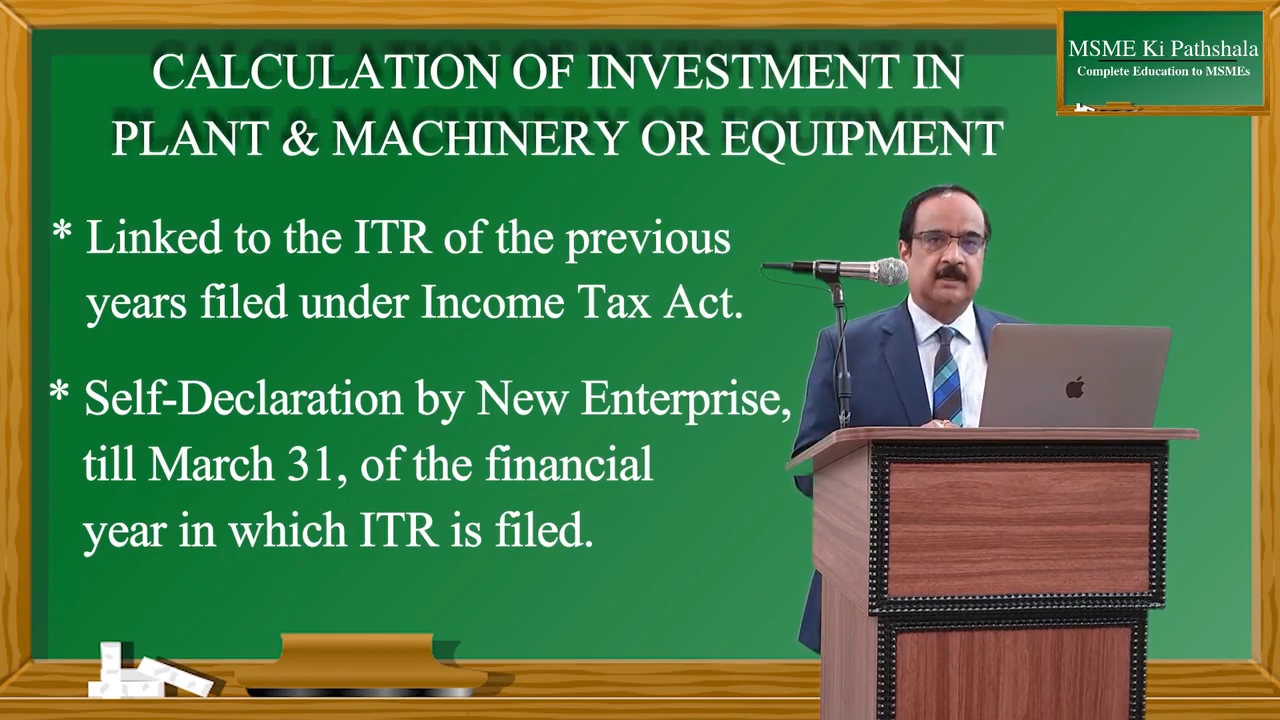 CALCULATION OF INVESTMENT IN
PLANT & MACHINERY OR EQUIPMENT
MSME Ki Pathshala
Complete Education to MSMEs
* Linked to the ITR of the previous
years filed under Income Tax Act.
* Self-Declaration by New Enterprise,
till March 31, of the financial
year in which ITR is filed.